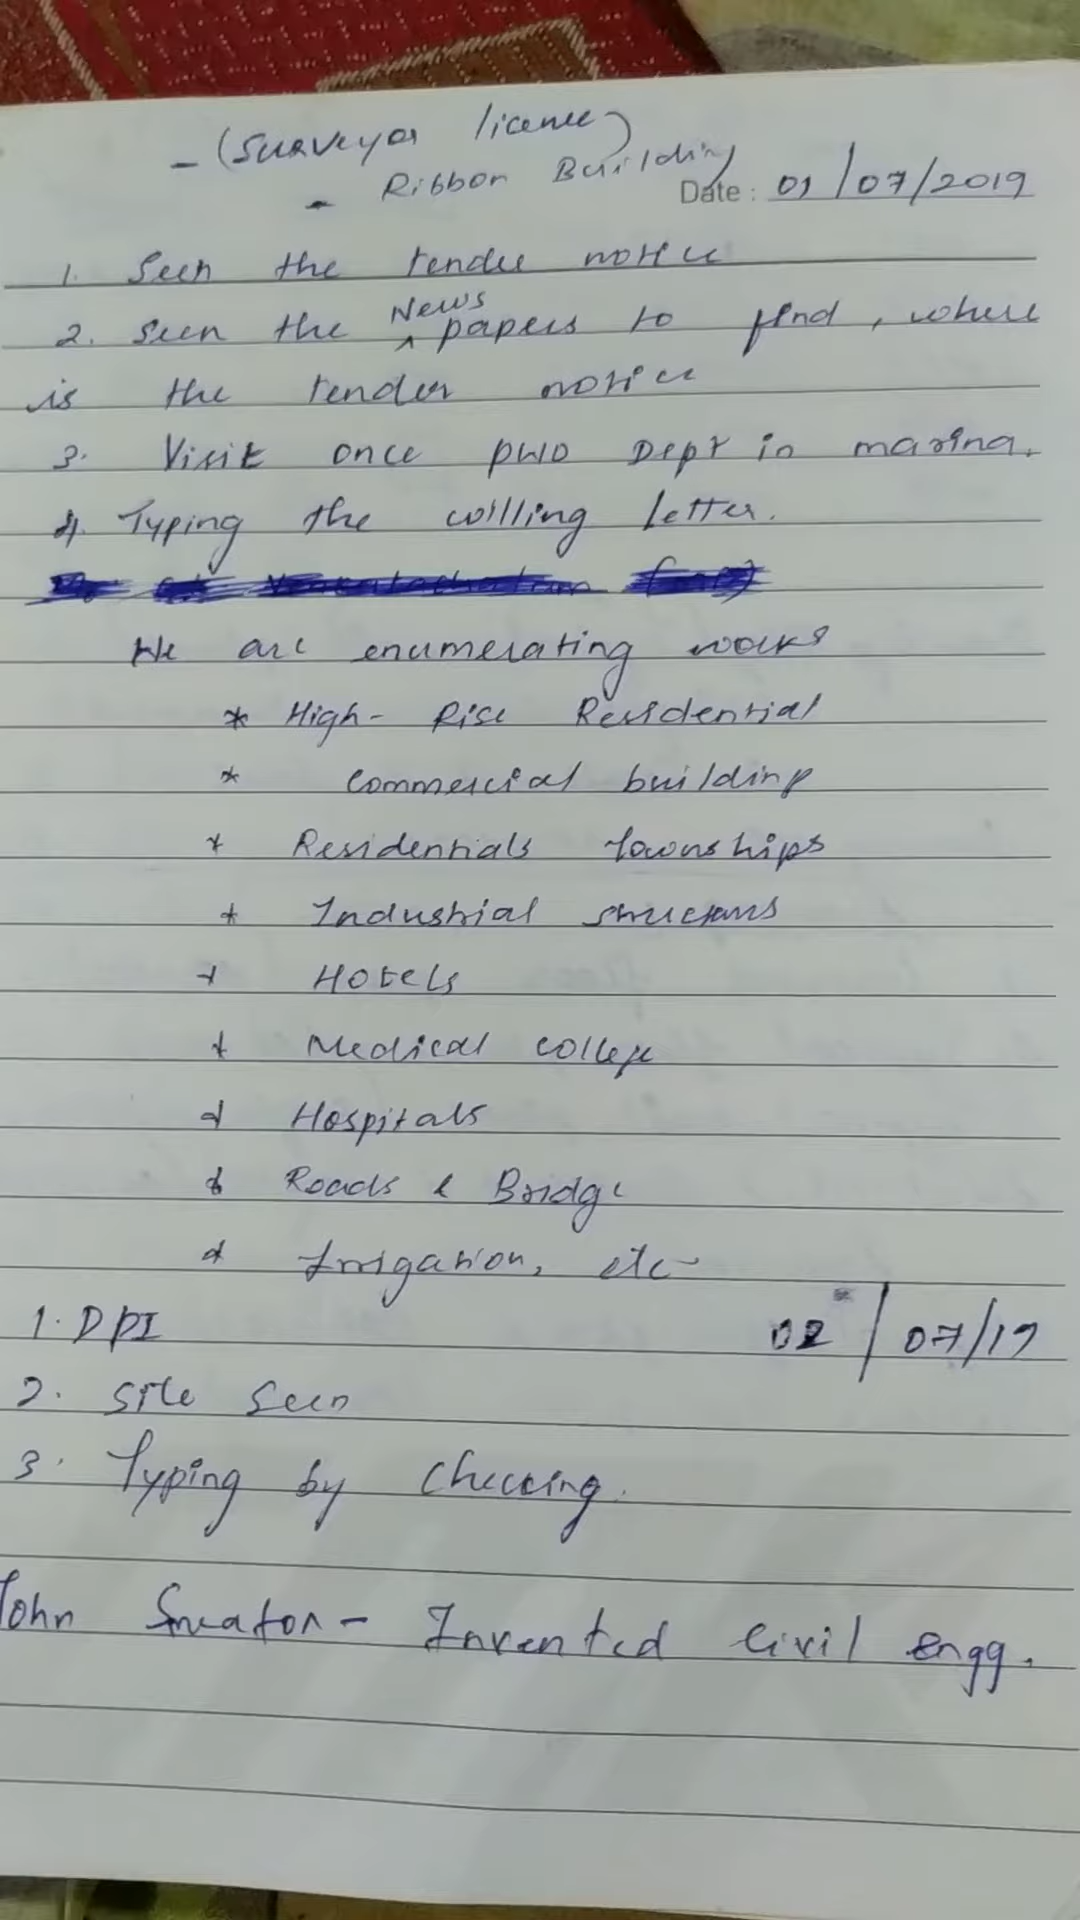 - (Surveyor licence)
- Ribbon Building
Date: 01/07/2019
1. Seen the tender notice
2. Seen the News papers to find, where
is the tender notice
3. Visit once PWD Dept in marina.
4. Typing the willing letter.
We are enumerating works
* High-Rise Residential
* Commercial building
* Residentials townships
* Industrial structures
* Hotels
* Medical college
* Hospitals
* Roads & Bridge
* Irrigation, etc
1. DPI 02/07/19
2. Site Seen
3. Typing by checking.
John Smeaton - Invented Civil engg.